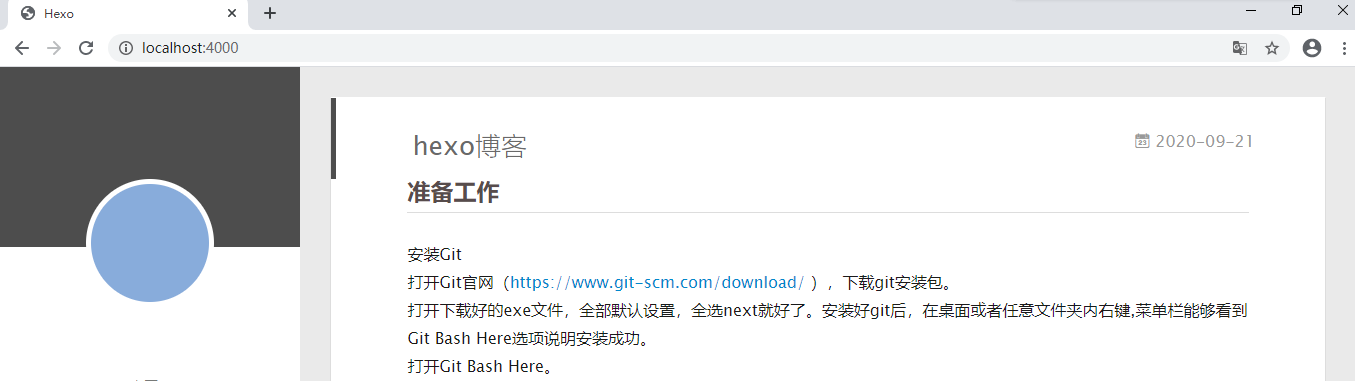 Hexo
localhost:4000
hexo博客
2020-09-21
准备工作
安装Git
打开Git官网（https://www.git-scm.com/download/ ），下载git安装包。
打开下载好的exe文件，全部默认设置，全选next就好了。安装好git后，在桌面或者任意文件夹内右键,菜单栏能够看到
Git Bash Here选项说明安装成功。
打开Git Bash Here。